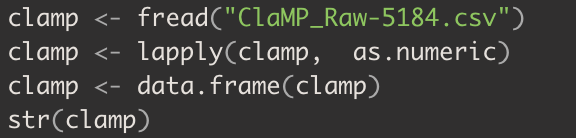 clamp <- fread("ClaMP_Raw-5184.csv")
clamp <- lapply(clamp,  as.numeric)
clamp <- data.frame(clamp)
str(clamp)